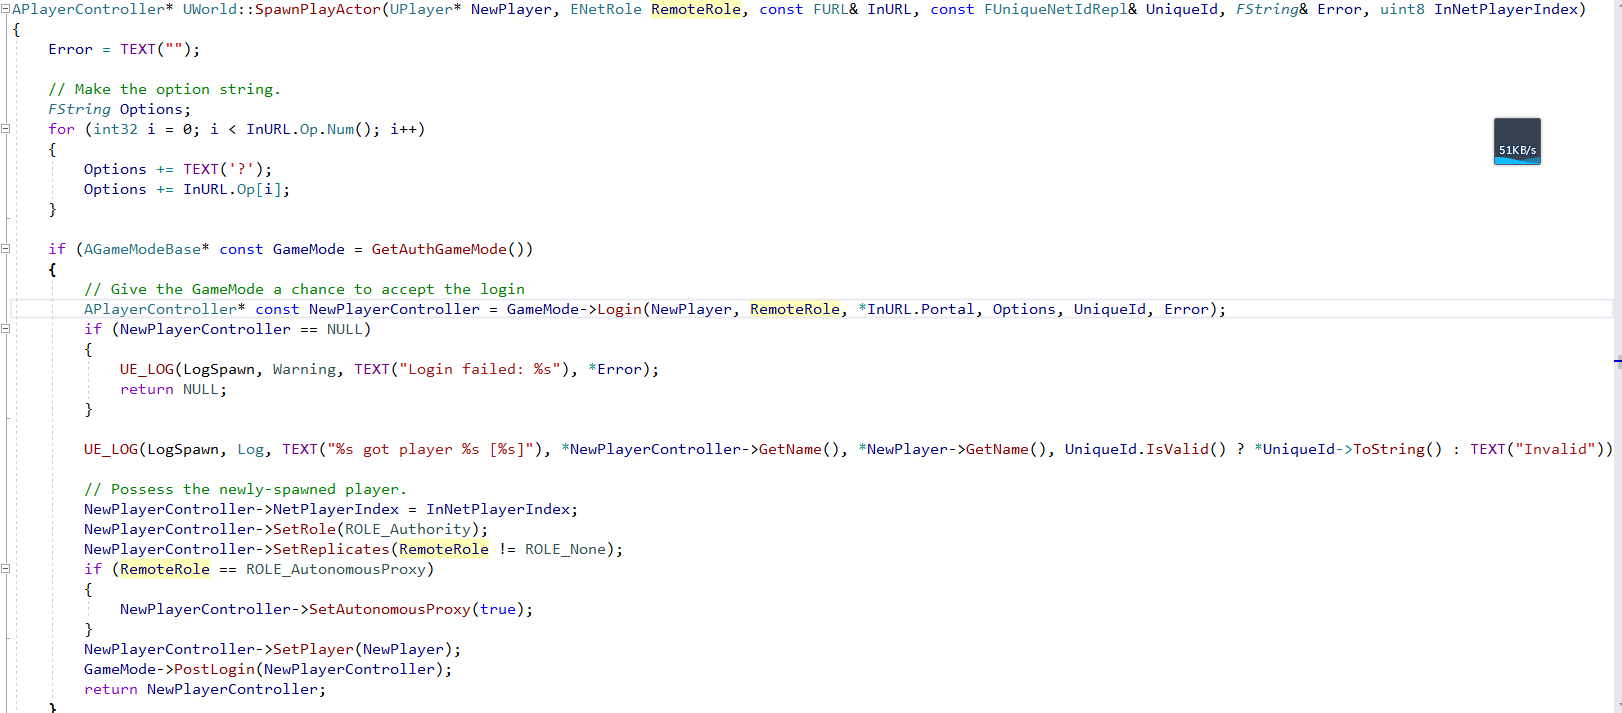 APlayerController* UWorld::SpawnPlayActor(UPlayer* NewPlayer, ENetRole RemoteRole, const FURL& InURL, const FUniqueNetIdRepl& UniqueId, FString& Error, uint8 InNetPlayerIndex)
{
    Error = TEXT("");

    // Make the option string.
    FString Options;
    for (int32 i = 0; i < InURL.Op.Num(); i++)
    {
        Options += TEXT('?');
        Options += InURL.Op[i];
    }
51KB/s

    if (AGameModeBase* const GameMode = GetAuthGameMode())
    {
        // Give the GameMode a chance to accept the login
        APlayerController* const NewPlayerController = GameMode->Login(NewPlayer, RemoteRole, *InURL.Portal, Options, UniqueId, Error);
        if (NewPlayerController == NULL)
        {
            UE_LOG(LogSpawn, Warning, TEXT("Login failed: %s"), *Error);
            return NULL;
        }

        UE_LOG(LogSpawn, Log, TEXT("%s got player %s [%s]"), *NewPlayerController->GetName(), *NewPlayer->GetName(), UniqueId.IsValid() ? *UniqueId->ToString() : TEXT("Invalid"))

        // Possess the newly-spawned player.
        NewPlayerController->NetPlayerIndex = InNetPlayerIndex;
        NewPlayerController->SetRole(ROLE_Authority);
        NewPlayerController->SetReplicates(RemoteRole != ROLE_None);
        if (RemoteRole == ROLE_AutonomousProxy)
        {
            NewPlayerController->SetAutonomousProxy(true);
        }
        NewPlayerController->SetPlayer(NewPlayer);
        GameMode->PostLogin(NewPlayerController);
        return NewPlayerController;
    }